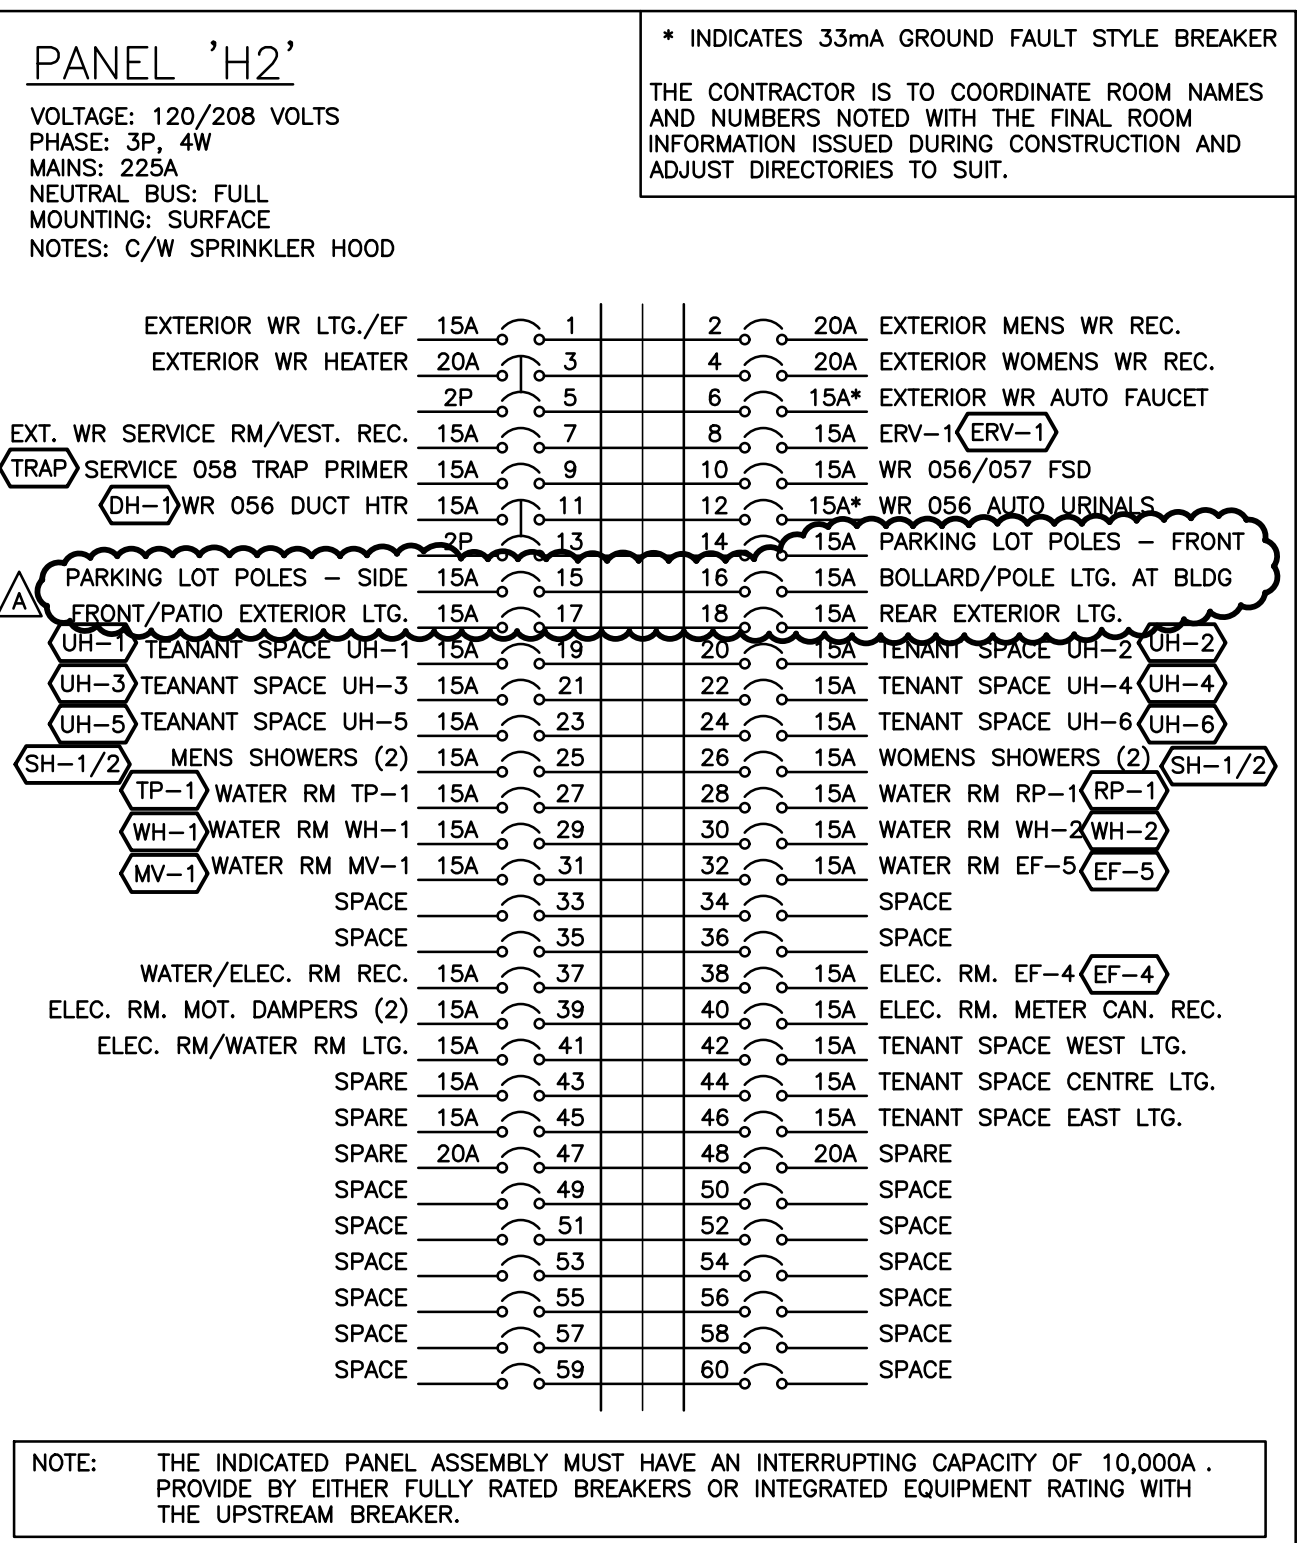 PANEL 'H2'
VOLTAGE: 120/208 VOLTS
PHASE: 3P, 4W
MAINS: 225A
NEUTRAL BUS: FULL
MOUNTING: SURFACE
NOTES: C/W SPRINKLER HOOD
* INDICATES 33mA GROUND FAULT STYLE BREAKER
THE CONTRACTOR IS TO COORDINATE ROOM NAMES
AND NUMBERS NOTED WITH THE FINAL ROOM
INFORMATION ISSUED DURING CONSTRUCTION AND
ADJUST DIRECTORIES TO SUIT.
EXTERIOR WR LTG./EF 15A 1 2 20A EXTERIOR MENS WR REC.
EXTERIOR WR HEATER 20A 3 4 20A EXTERIOR WOMENS WR REC.
2P 5 6 15A* EXTERIOR WR AUTO FAUCET
EXT. WR SERVICE RM/VEST. REC. 15A 7 8 15A ERV-1 ERV-1
TRAP SERVICE 058 TRAP PRIMER 15A 9 10 15A WR 056/057 FSD
DH-1 WR 056 DUCT HTR 15A 11 12 15A* WR 056 AUTO URINALS
2P 13 14 15A PARKING LOT POLES - FRONT
PARKING LOT POLES - SIDE 15A 15 16 15A BOLLARD/POLE LTG. AT BLDG
A FRONT/PATIO EXTERIOR LTG. 15A 17 18 15A REAR EXTERIOR LTG.
UH-1 TEANANT SPACE UH-1 15A 19 20 15A TENANT SPACE UH-2 UH-2
UH-3 TEANANT SPACE UH-3 15A 21 22 15A TENANT SPACE UH-4 UH-4
UH-5 TEANANT SPACE UH-5 15A 23 24 15A TENANT SPACE UH-6 UH-6
SH-1/2 MENS SHOWERS (2) 15A 25 26 15A WOMENS SHOWERS (2) SH-1/2
TP-1 WATER RM TP-1 15A 27 28 15A WATER RM RP-1 RP-1
WH-1 WATER RM WH-1 15A 29 30 15A WATER RM WH-2 WH-2
MV-1 WATER RM MV-1 15A 31 32 15A WATER RM EF-5 EF-5
SPACE 33 34 SPACE
SPACE 35 36 SPACE
WATER/ELEC. RM REC. 15A 37 38 15A ELEC. RM. EF-4 EF-4
ELEC. RM. MOT. DAMPERS (2) 15A 39 40 15A ELEC. RM. METER CAN. REC.
ELEC. RM/WATER RM LTG. 15A 41 42 15A TENANT SPACE WEST LTG.
SPARE 15A 43 44 15A TENANT SPACE CENTRE LTG.
SPARE 15A 45 46 15A TENANT SPACE EAST LTG.
SPARE 20A 47 48 20A SPARE
SPACE 49 50 SPACE
SPACE 51 52 SPACE
SPACE 53 54 SPACE
SPACE 55 56 SPACE
SPACE 57 58 SPACE
SPACE 59 60 SPACE
NOTE: THE INDICATED PANEL ASSEMBLY MUST HAVE AN INTERRUPTING CAPACITY OF 10,000A .
PROVIDE BY EITHER FULLY RATED BREAKERS OR INTEGRATED EQUIPMENT RATING WITH
THE UPSTREAM BREAKER.